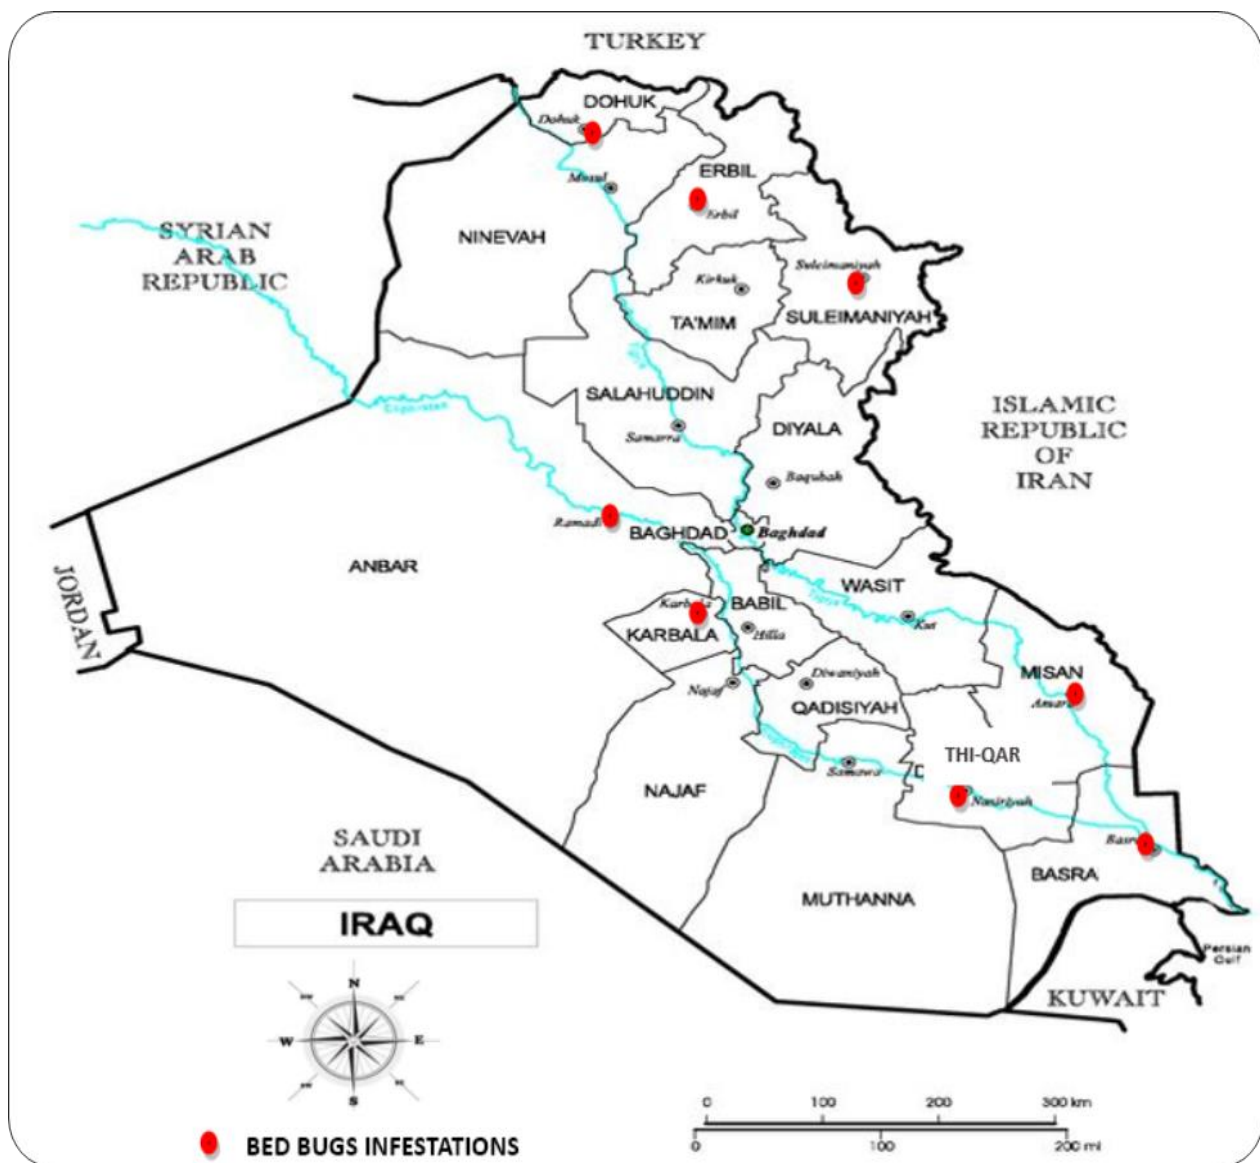 TURKEY
DOHUK
Dohuk
ERBIL
Mosul
Erbil
SYRIAN
ARAB
REPUBLIC
NINEVAH
Suleimaniyah
Kirkuk
TA'MIM
SULEIMANIYAH
SALAHUDDIN
Samarra
DIYALA
ISLAMIC
REPUBLIC
OF
IRAN
Baqubah
Ramadi
BAGHDAD
Baghdad
ANBAR
JORDAN
WASIT
BABIL
Kut
KARBALA
Hilla
MISAN
Najaf
Diwaniyah
QADISIYAH
THI-QAR
Samawa
NAJAF
Nasiriyah
SAUDI
ARABIA
BASRA
MUTHANNA
IRAQ
Persian
Gulf
KUWAIT
N
W
E
S
0 100 200 300 km
0 100 200 mi
BED BUGS INFESTATIONS